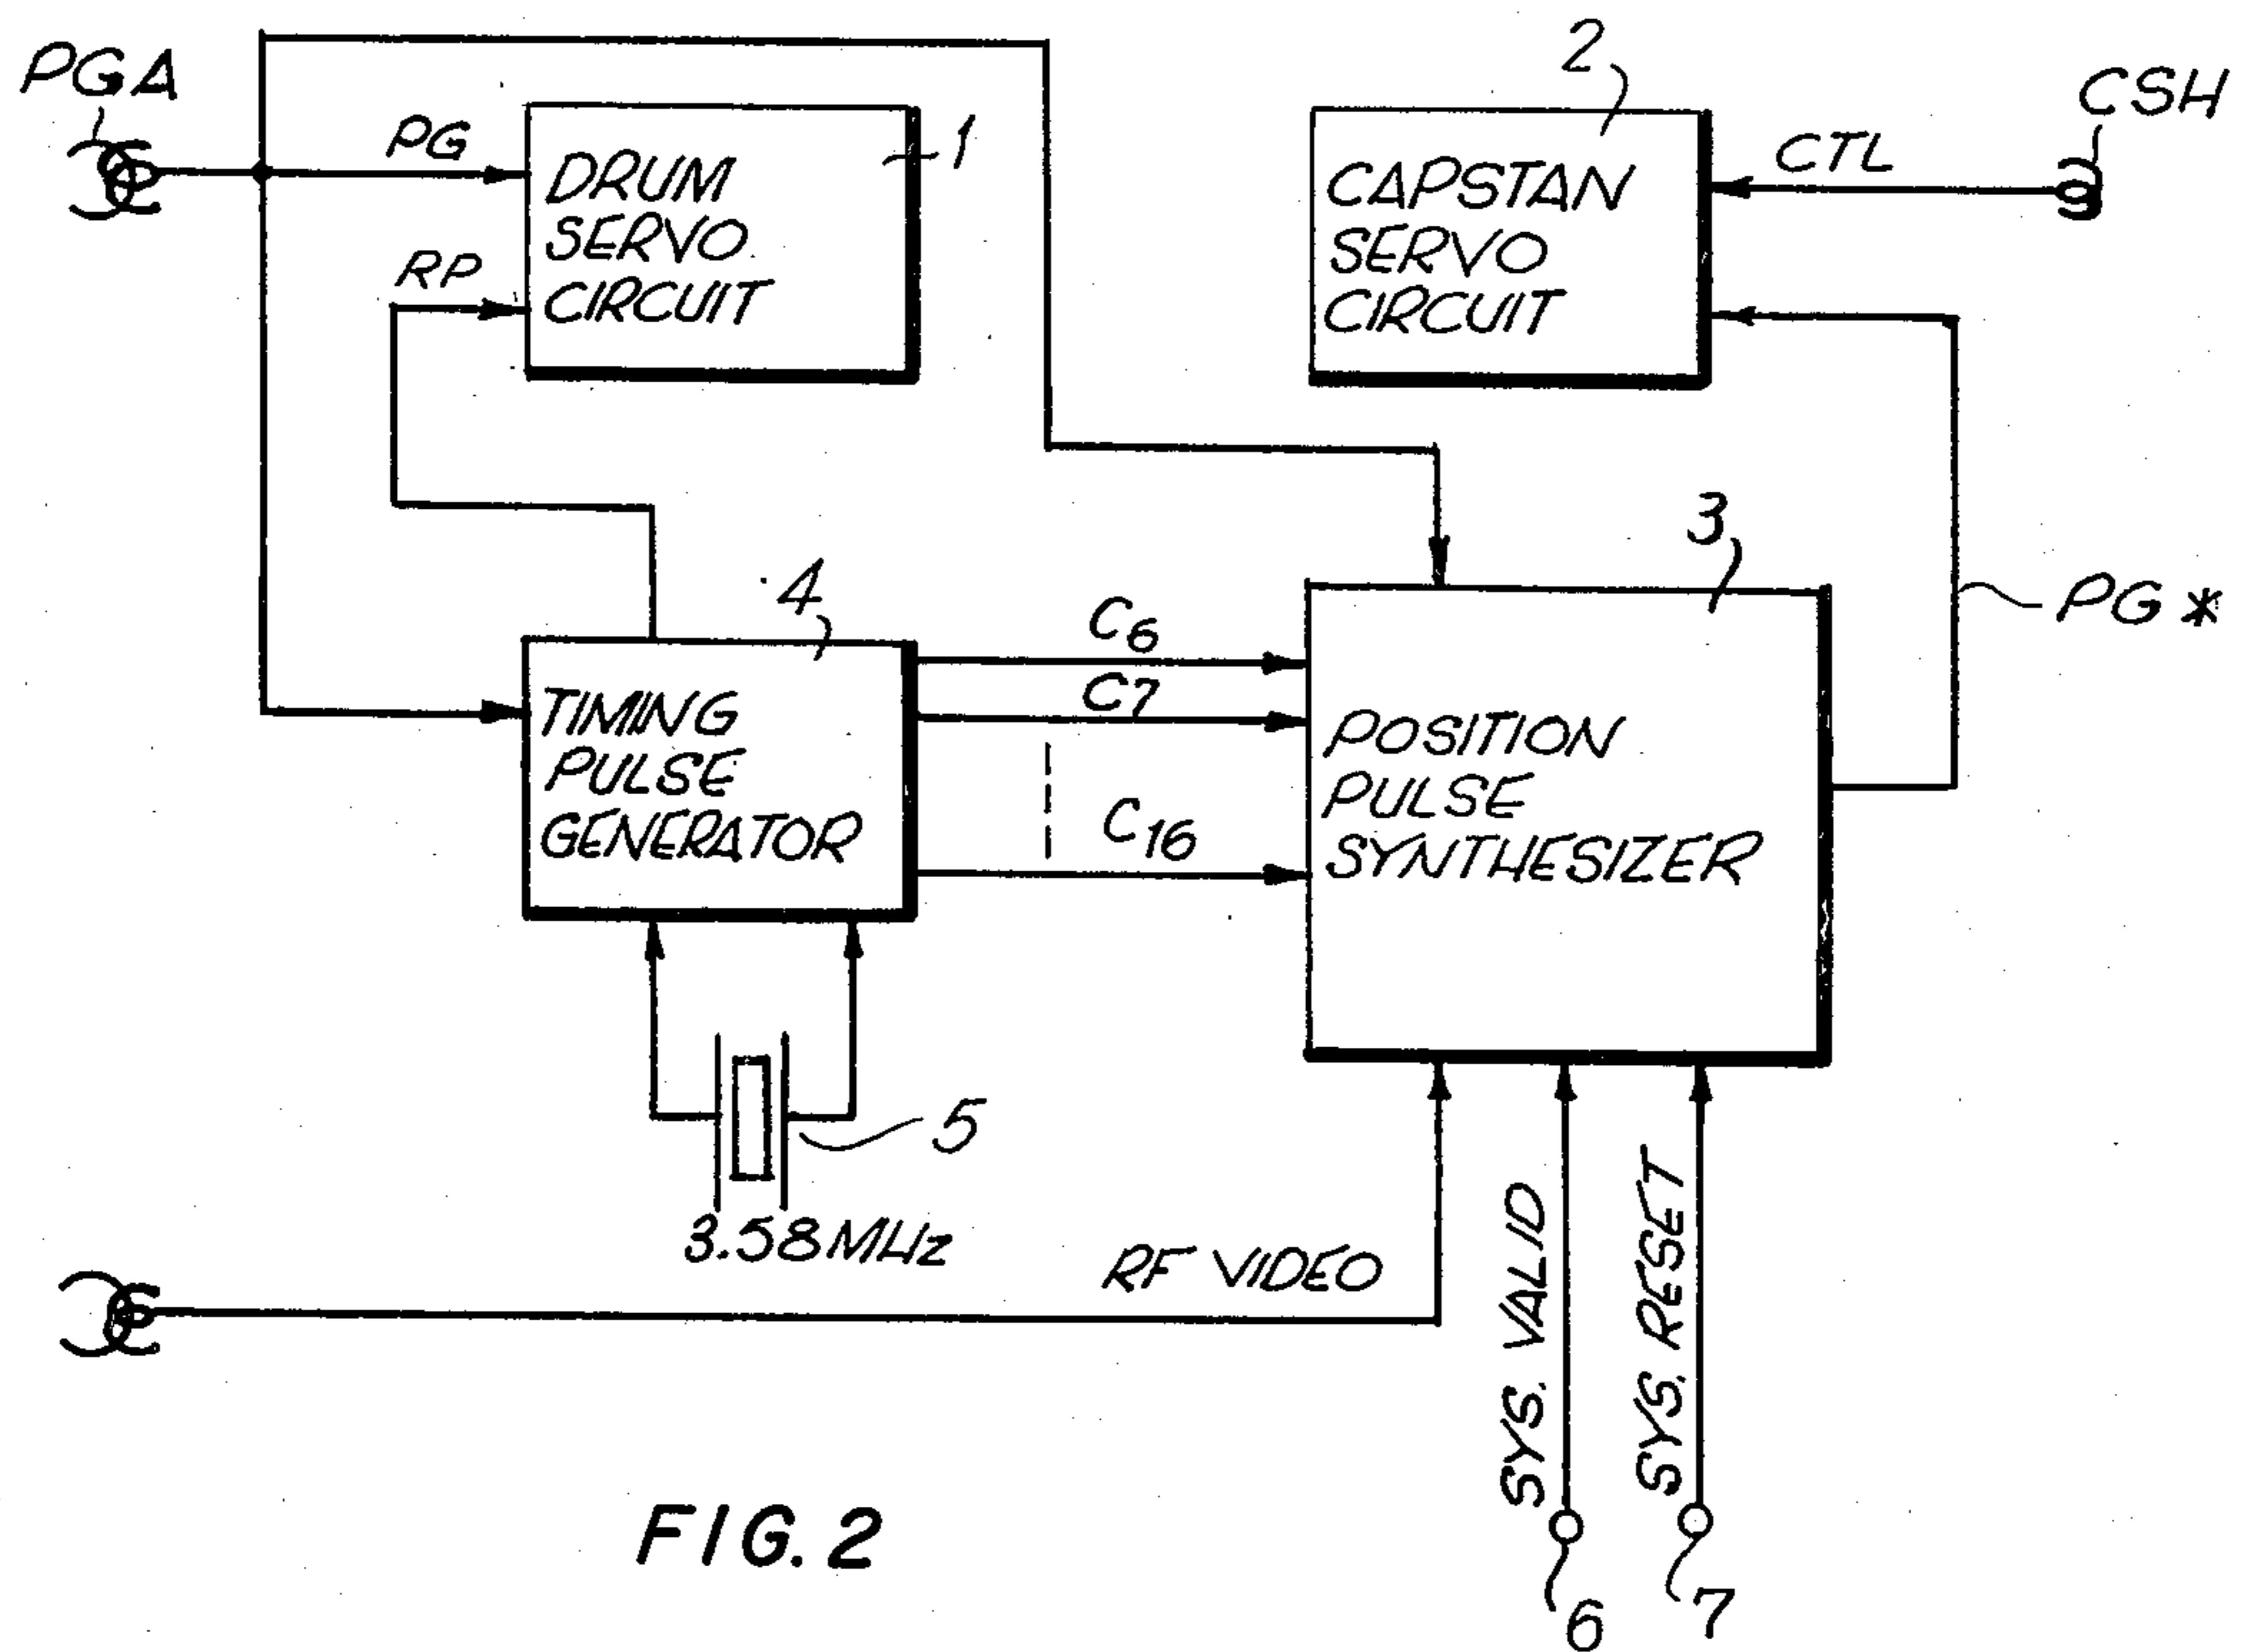 PGA
PG
1
DRUM
SERVO
CIRCUIT
RP
2
CAPSTAN
SERVO
CIRCUIT
CTL
CSH
3
PG*
4
TIMING
PULSE
GENERATOR
C6
C7
C16
POSITION
PULSE
SYNTHESIZER
5
3.58MHz
RF VIDEO
SYS. VALID
SYS. RESET
6
7
FIG. 2